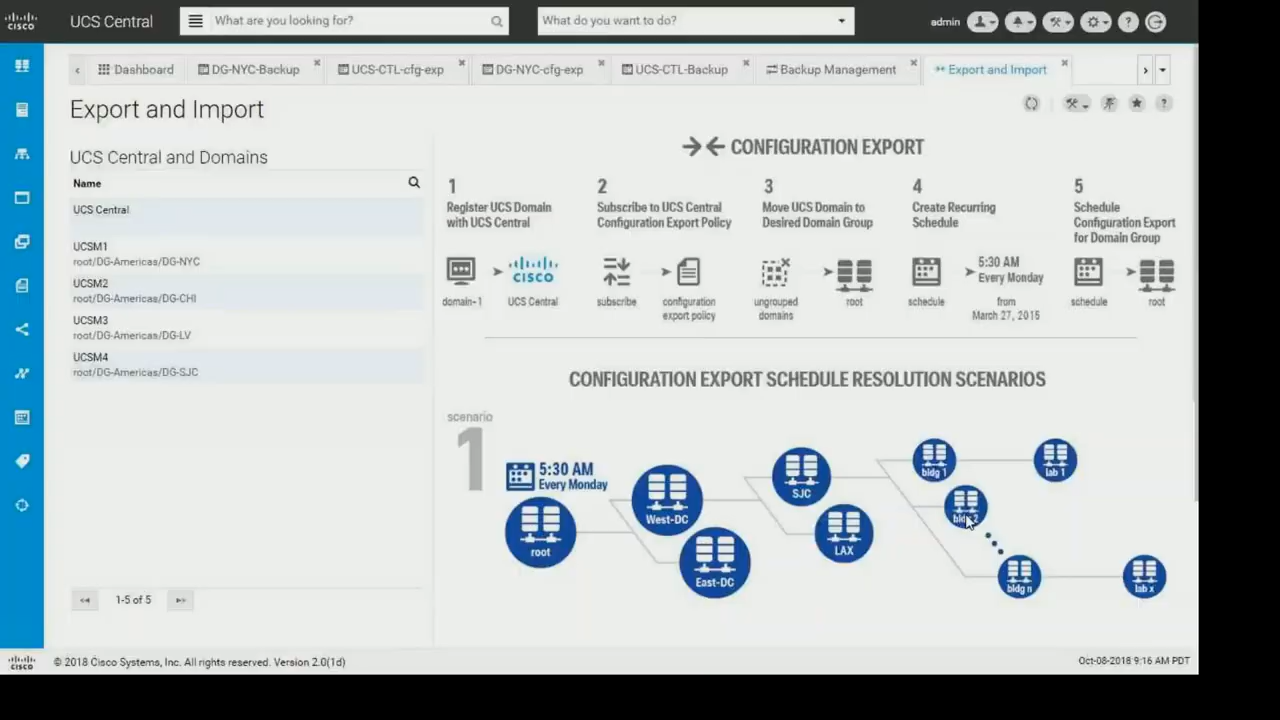 CISCO
UCS Central
What are you looking for?
What do you want to do?
admin
?
Dashboard
DG-NYC-Backup
UCS-CTL-cfg-exp
DG-NYC-cfg-exp
UCS-CTL-Backup
Backup Management
Export and Import
Export and Import
?
UCS Central and Domains
Name
UCS Central
UCSM1
root/DG-Americas/DG-NYC
UCSM2
root/DG-Americas/DG-CHI
UCSM3
root/DG-Americas/DG-LV
UCSM4
root/DG-Americas/DG-SJC
1-5 of 5
CONFIGURATION EXPORT
1
Register UCS Domain
with UCS Central
domain-1
CISCO
UCS Central
2
Subscribe to UCS Central
Configuration Export Policy
subscribe
configuration
export policy
3
Move UCS Domain to
Desired Domain Group
ungrouped
domains
root
4
Create Recurring
Schedule
schedule
5:30 AM
Every Monday
from
March 27, 2015
5
Schedule
Configuration Export
for Domain Group
schedule
root
CONFIGURATION EXPORT SCHEDULE RESOLUTION SCENARIOS
scenario
1
5:30 AM
Every Monday
root
West-DC
East-DC
SJC
LAX
bldg 1
lab 1
bldg 2
bldg n
lab x
CISCO
© 2018 Cisco Systems, Inc. All rights reserved. Version 2.0(1d)
Oct-08-2018 9:16 AM PDT